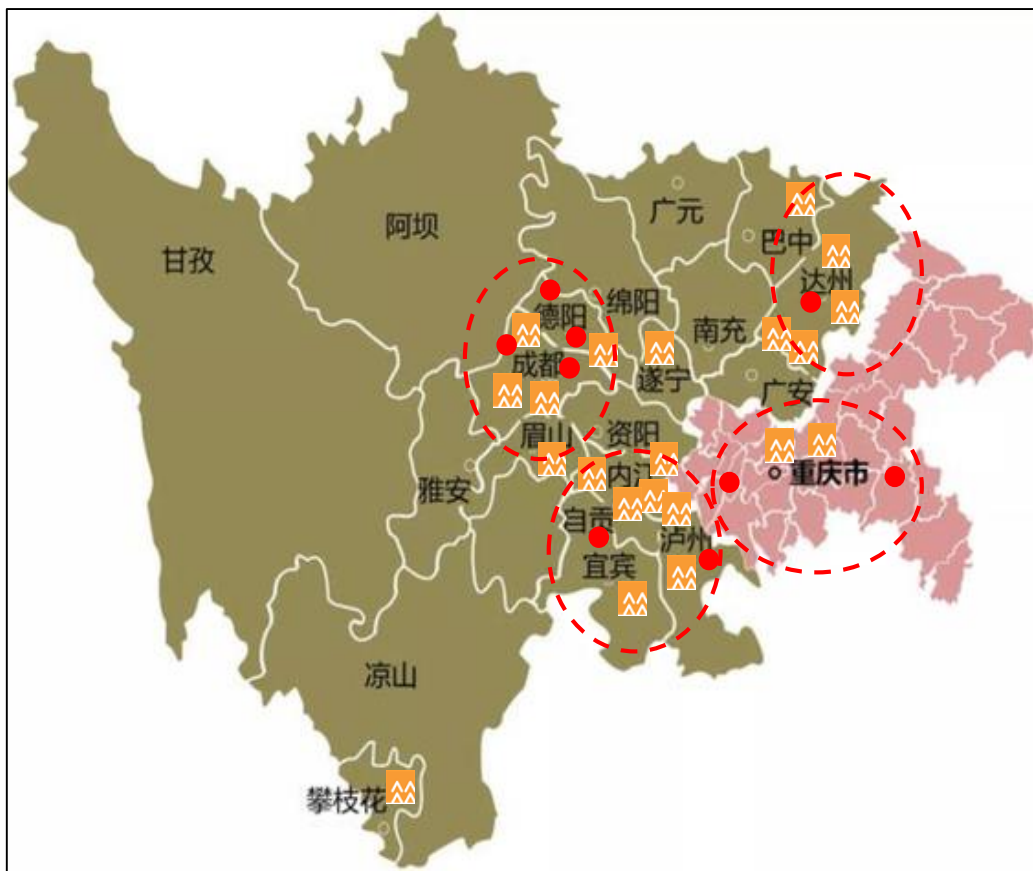 广元
阿坝
巴中
甘孜
达州
绵阳
德阳
南充
成都
遂宁
广安
眉山
资阳
内江
重庆市
雅安
自贡
泸州
宜宾
凉山
攀枝花